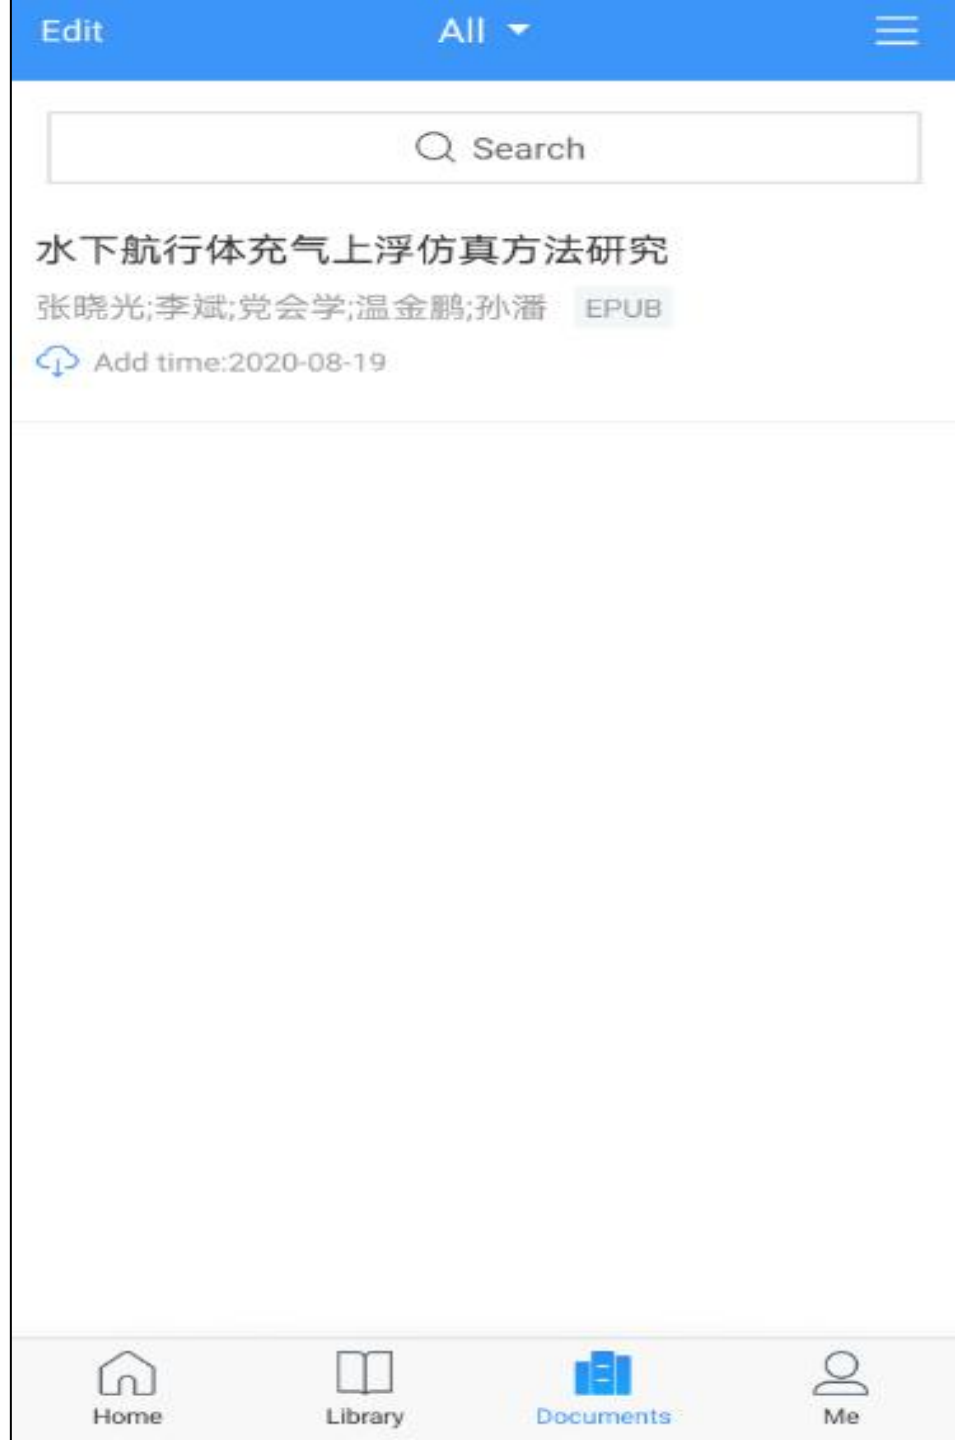 Edit
All
Search
水下航行体充气上浮仿真方法研究
张晓光;李斌;党会学;温金鹏;孙潘 EPUB
Add time:2020-08-19
Home
Library
Documents
Me